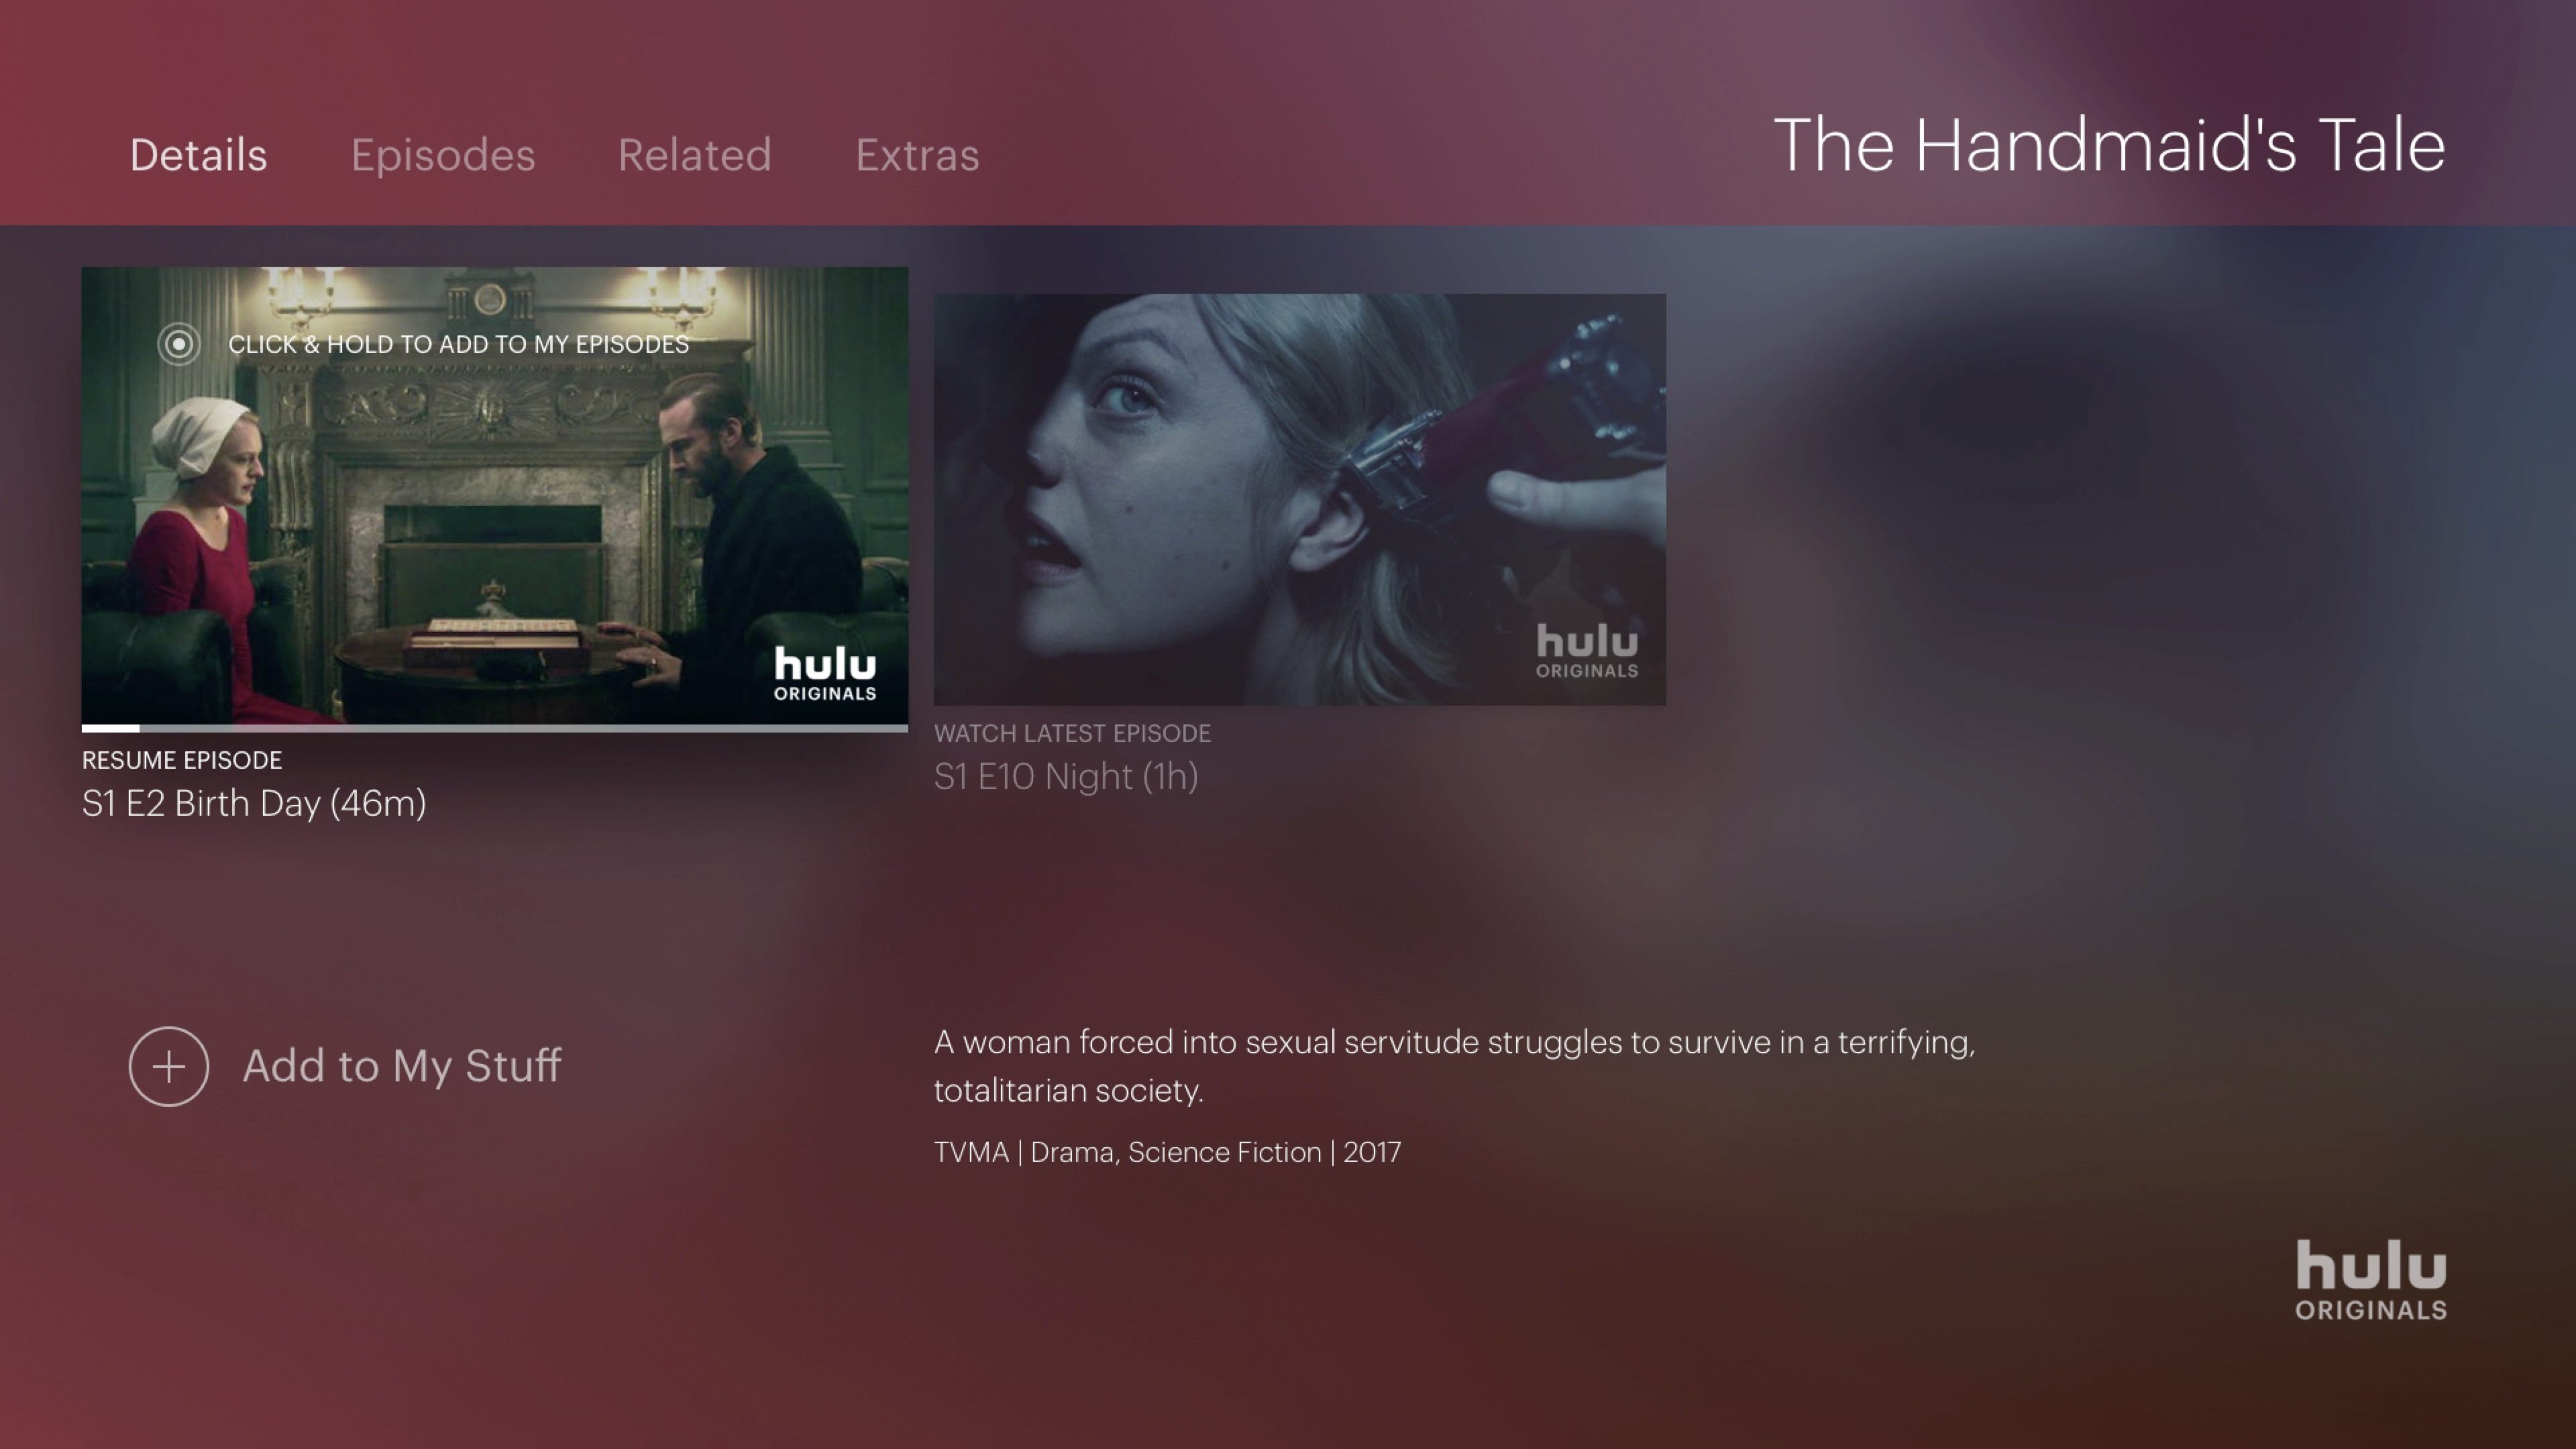 Details
Episodes
Related
Extras
The Handmaid's Tale
CLICK & HOLD TO ADD TO MY EPISODES
hulu
ORIGINALS
RESUME EPISODE
S1 E2 Birth Day (46m)
hulu
ORIGINALS
WATCH LATEST EPISODE
S1 E10 Night (1h)
Add to My Stuff
A woman forced into sexual servitude struggles to survive in a terrifying,
totalitarian society.
TVMA | Drama, Science Fiction | 2017
hulu
ORIGINALS